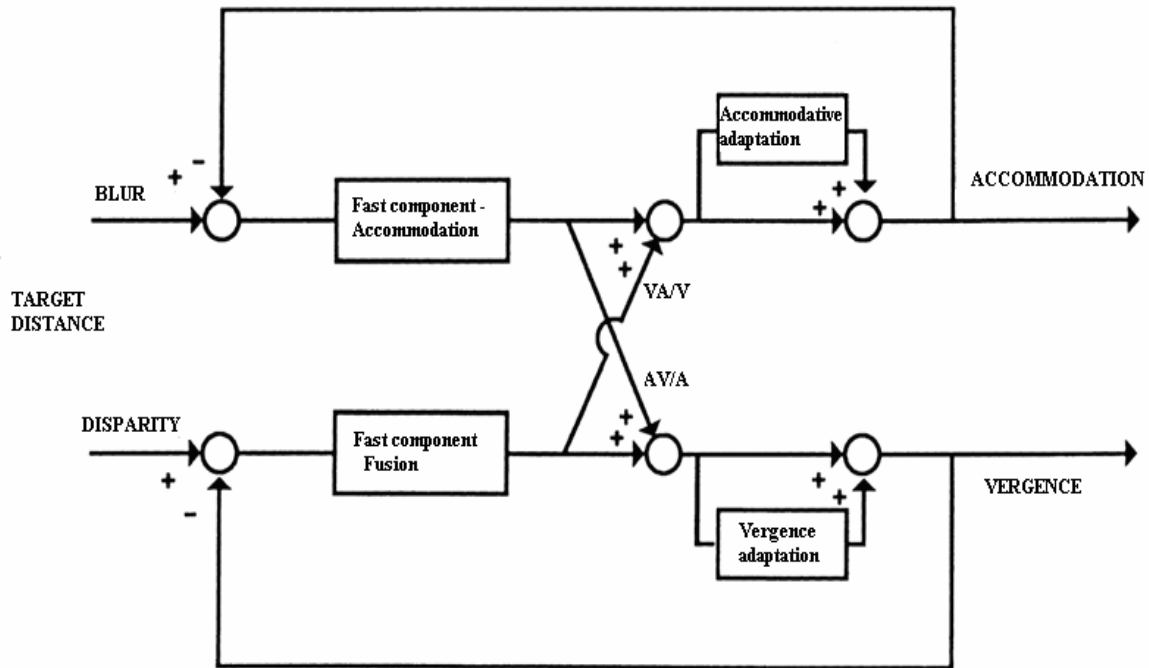 Accommodative
adaptation
+ -
BLUR
ACCOMMODATION
Fast component -
Accommodation
+
+
+
+
TARGET
DISTANCE
VA/V
AV/A
DISPARITY
Fast component
Fusion
+
+
+
-
+
+
VERGENCE
Vergence
adaptation